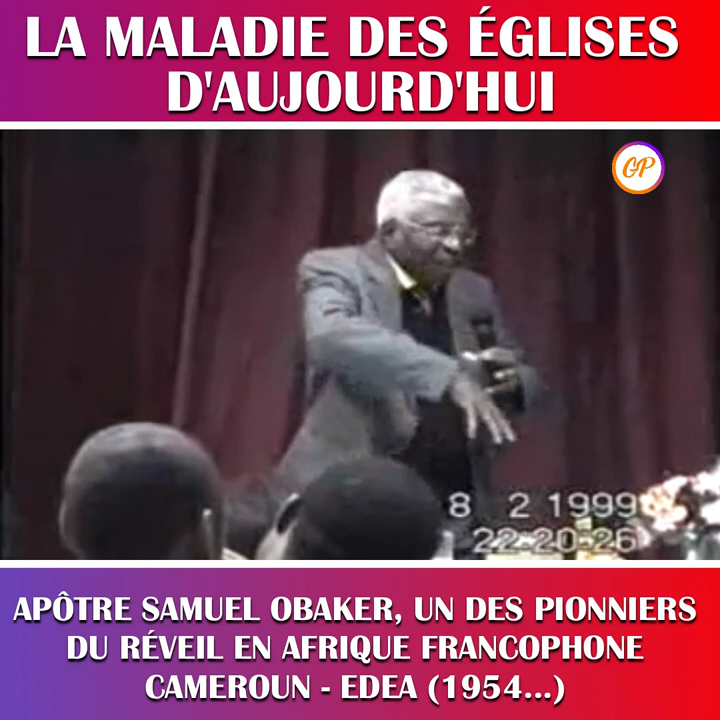 LA MALADIE DES ÉGLISES
D'AUJOURD'HUI
GP
8 2 1999
22:20:26
APÔTRE SAMUEL OBAKER, UN DES PIONNIERS
DU RÉVEIL EN AFRIQUE FRANCOPHONE
CAMEROUN - EDEA (1954...)